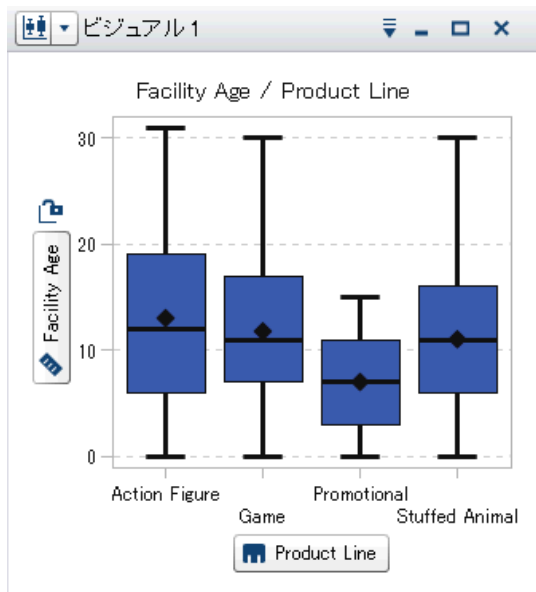 ビジュアル 1
Facility Age / Product Line
30
20
10
0
Facility Age
Action Figure
Game
Promotional
Stuffed Animal
Product Line